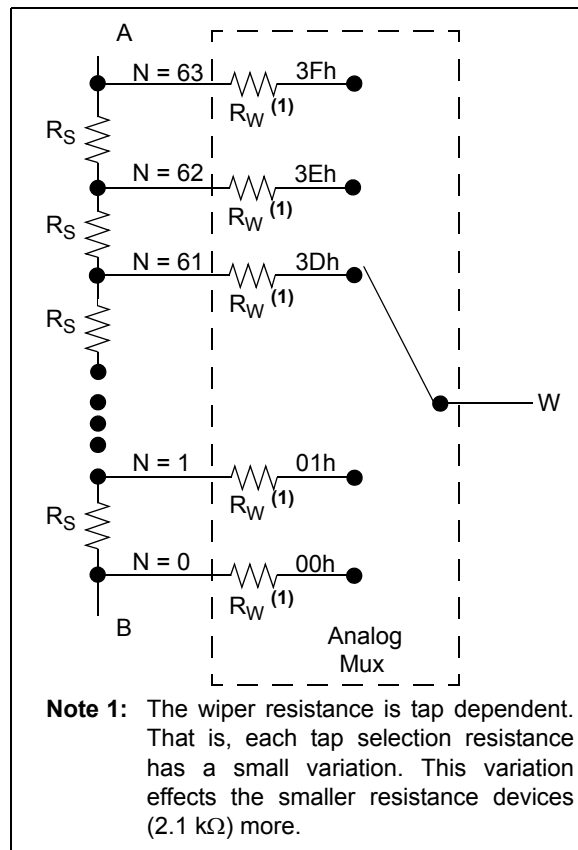 A
N = 63 R_W (1) 3Fh
R_S
N = 62 R_W (1) 3Eh
R_S
N = 61 R_W (1) 3Dh
R_S
W
N = 1 R_W (1) 01h
R_S
N = 0 R_W (1) 00h
B
Analog
Mux
Note 1: The wiper resistance is tap dependent.
That is, each tap selection resistance
has a small variation. This variation
effects the smaller resistance devices
(2.1 kΩ) more.